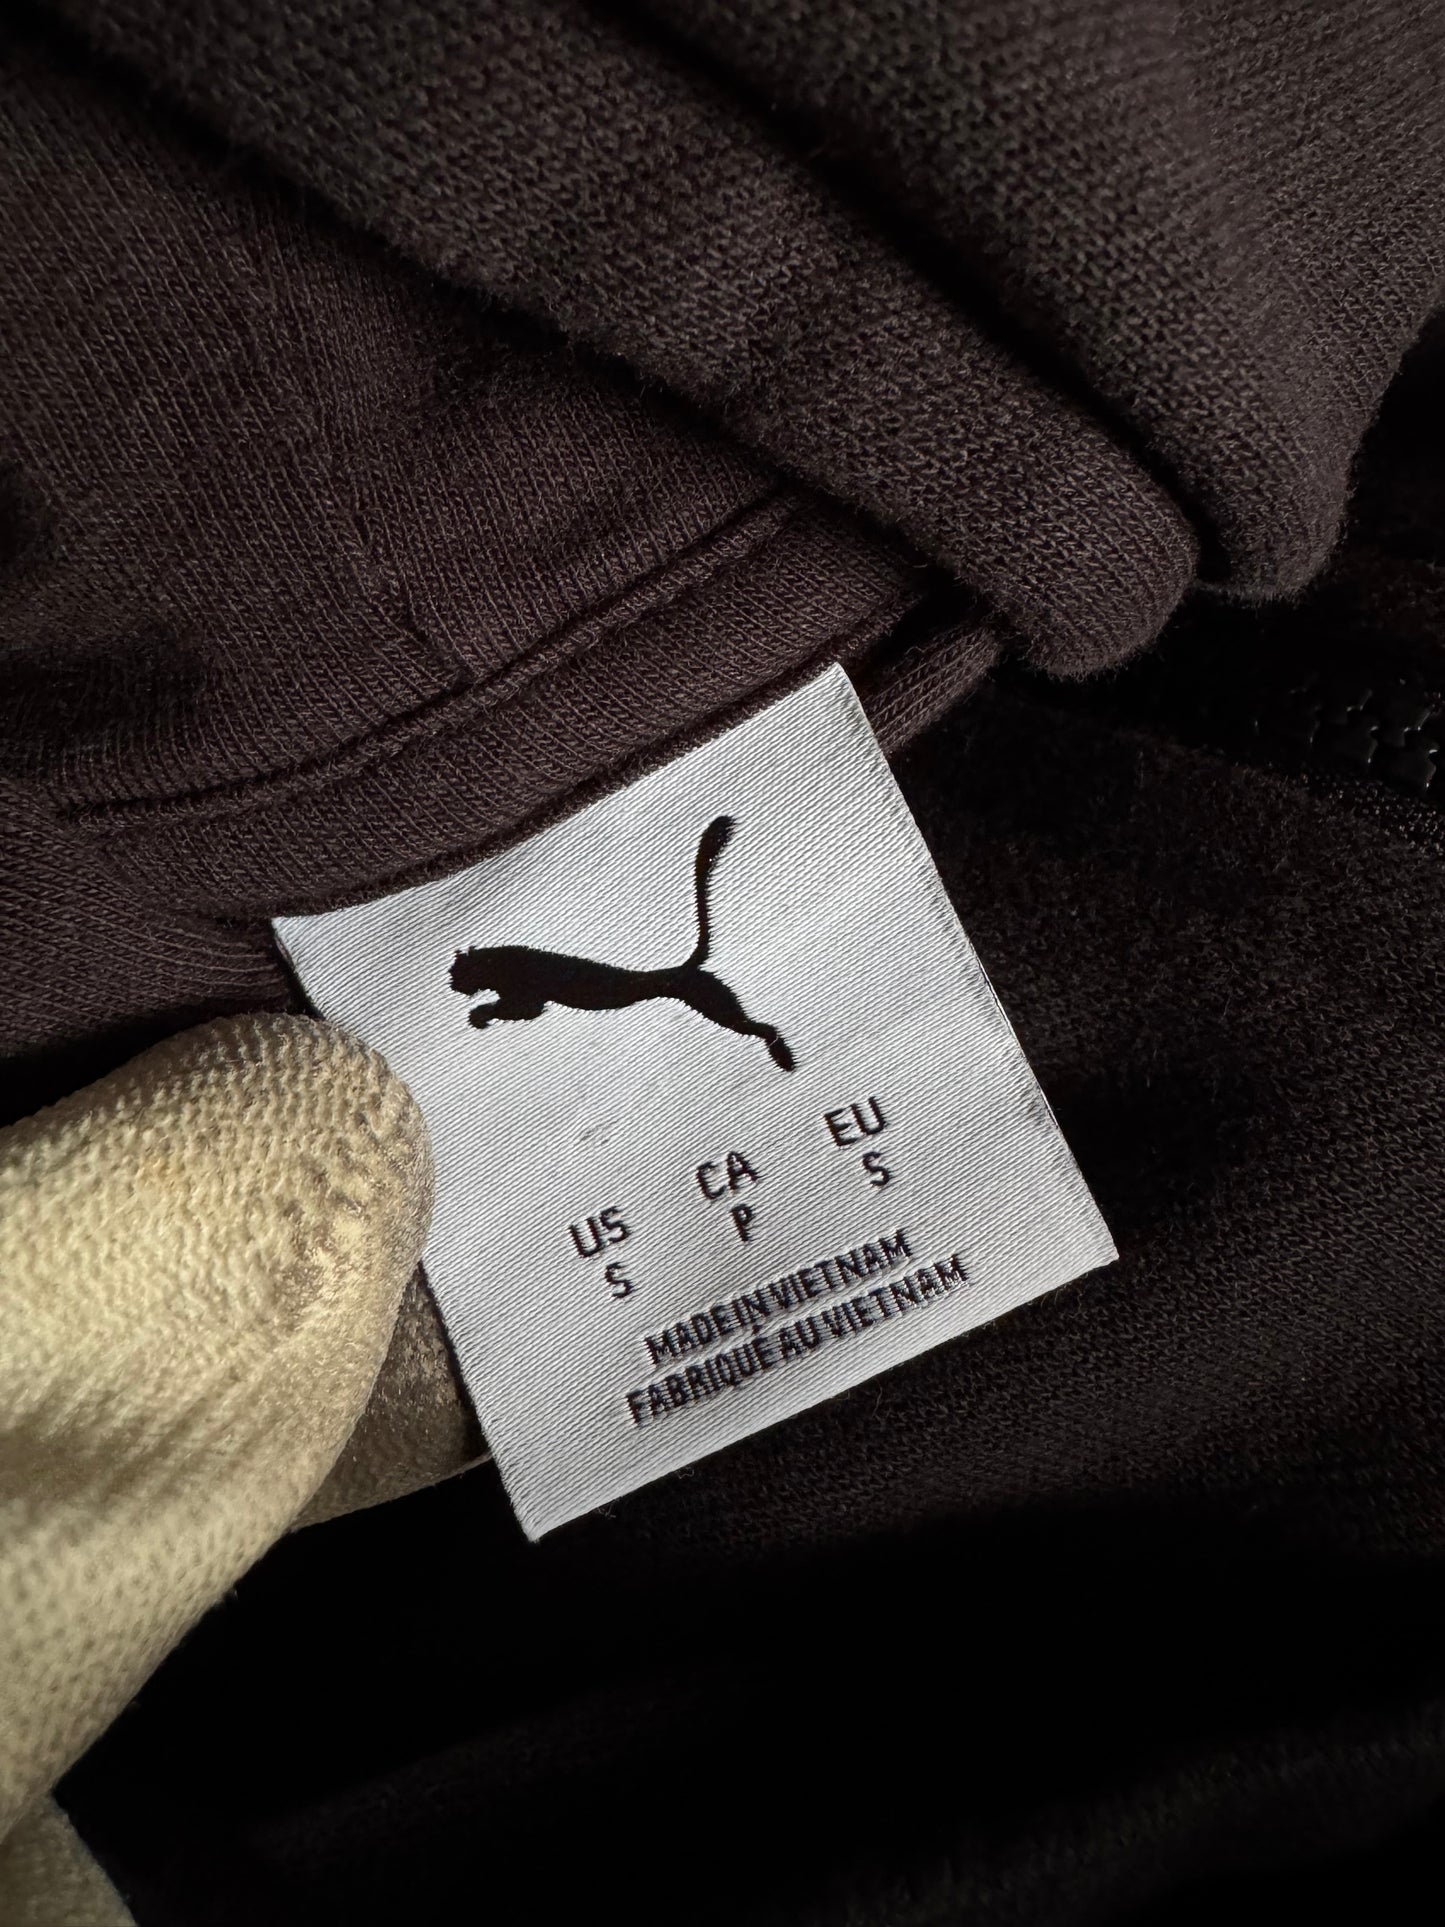 US CA EU
S P S
MADE IN VIETNAM
FABRIQUÉ AU VIETNAM